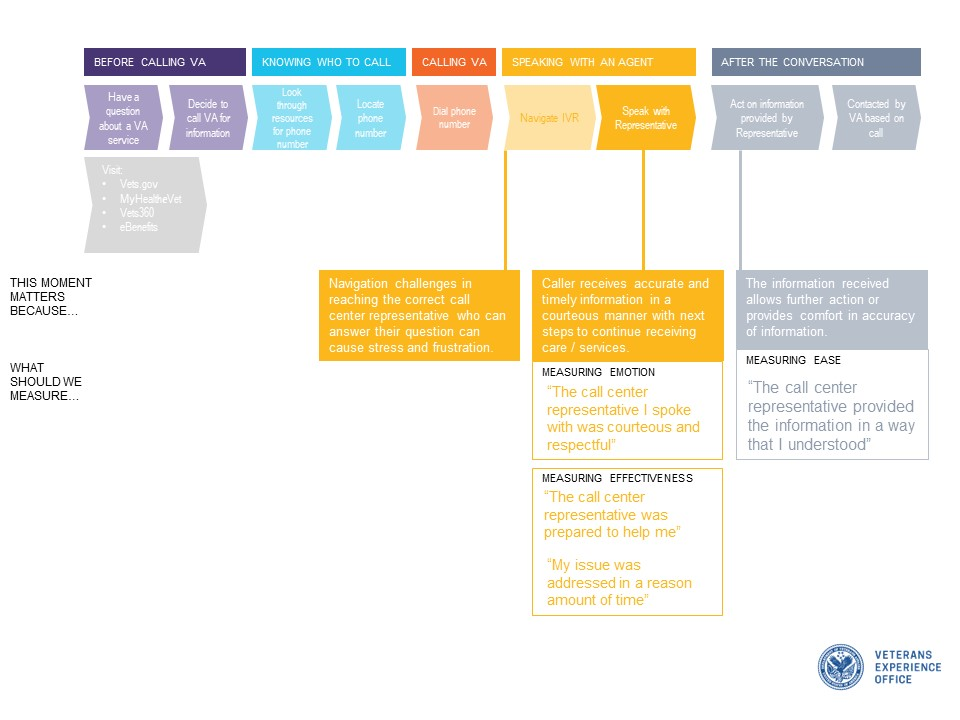 BEFORE CALLING VA
KNOWING WHO TO CALL
CALLING VA
SPEAKING WITH AN AGENT
AFTER THE CONVERSATION
Have a
question
about a VA
service
Decide to
call VA for
information
Look
through
resources
for phone
number
Locate
phone
number
Dial phone
number
Navigate IVR
Speak with
Representative
Act on information
provided by
Representative
Contacted by
VA based on
call
Visit:
• Vets.gov
• MyHealtheVet
• Vets360
• eBenefits
THIS MOMENT
MATTERS
BECAUSE…
Navigation challenges in
reaching the correct call
center representative who can
answer their question can
cause stress and frustration.
Caller receives accurate and
timely information in a
courteous manner with next
steps to continue receiving
care / services.
The information received
allows further action or
provides comfort in accuracy
of information.
WHAT
SHOULD WE
MEASURE…
MEASURING EMOTION
“The call center
representative I spoke
with was courteous and
respectful”
MEASURING EASE
“The call center
representative provided
the information in a way
that I understood”
MEASURING EFFECTIVENESS
“The call center
representative was
prepared to help me”
“My issue was
addressed in a reason
amount of time”
VETERANS
EXPERIENCE
OFFICE